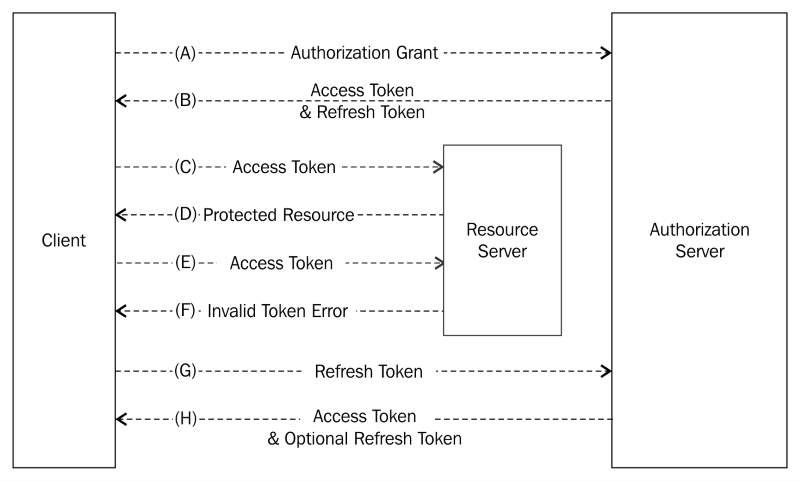 (A) Authorization Grant
(B) Access Token
& Refresh Token
(C) Access Token
(D) Protected Resource
Client
Resource
Server
Authorization
Server
(E) Access Token
(F) Invalid Token Error
(G) Refresh Token
(H) Access Token
& Optional Refresh Token